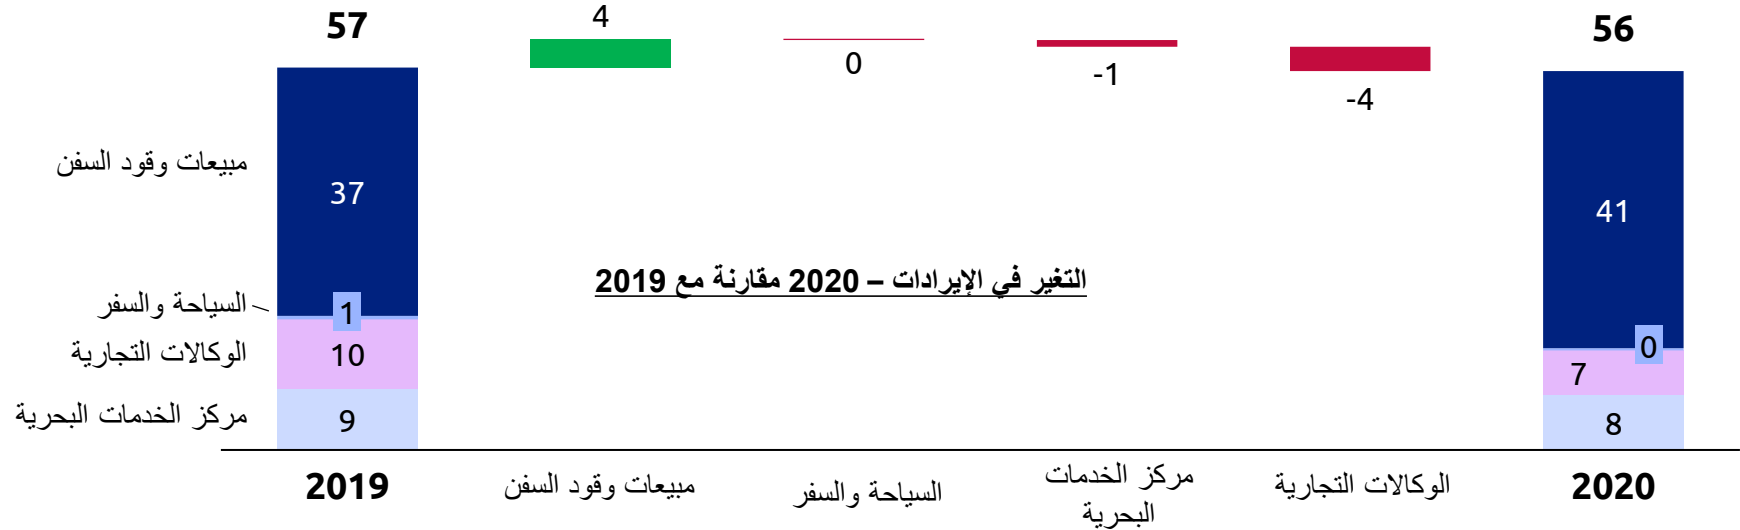 57
4
0
-1
-4
56
مبيعات وقود السفن
37
41
التغير في الإيرادات – 2020 مقارنة مع 2019
السياحة والسفر
1
0
الوكالات التجارية
10
7
مركز الخدمات البحرية
9
8
2019
مبيعات وقود السفن
السياحة والسفر
مركز الخدمات
البحرية
الوكالات التجارية
2020